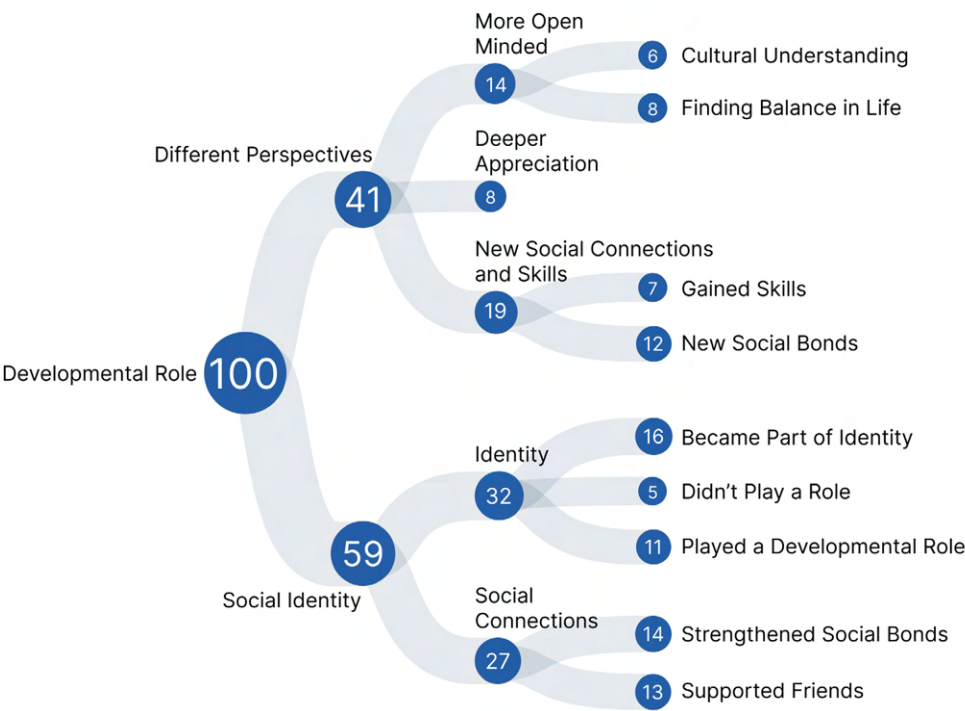 More Open
Minded
14
6
Cultural Understanding
8
Finding Balance in Life
Different Perspectives
41
Deeper
Appreciation
8
New Social Connections
and Skills
19
7
Gained Skills
12
New Social Bonds
Developmental Role
100
Identity
32
16
Became Part of Identity
5
Didn’t Play a Role
11
Played a Developmental Role
59
Social Identity
Social
Connections
27
14
Strengthened Social Bonds
13
Supported Friends